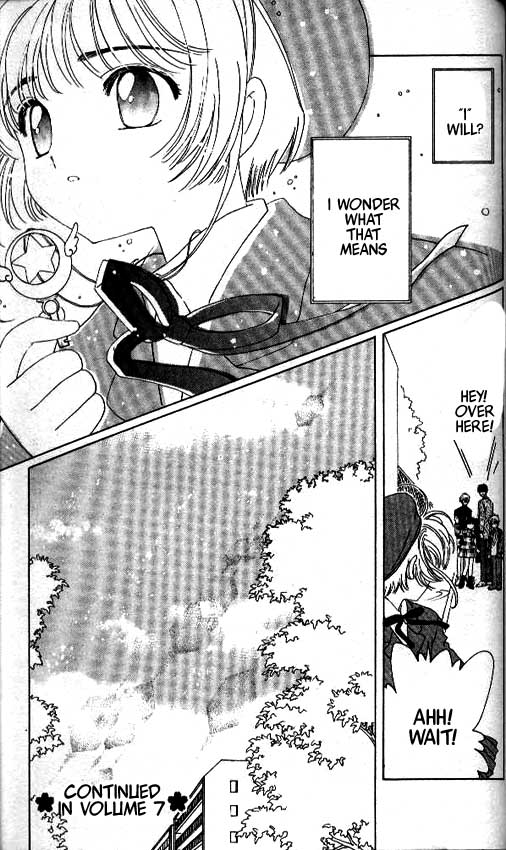 "I"
WILL?
I WONDER
WHAT
THAT
MEANS
HEY!
OVER
HERE!
AHH!
WAIT!
CONTINUED
IN VOLUME 7